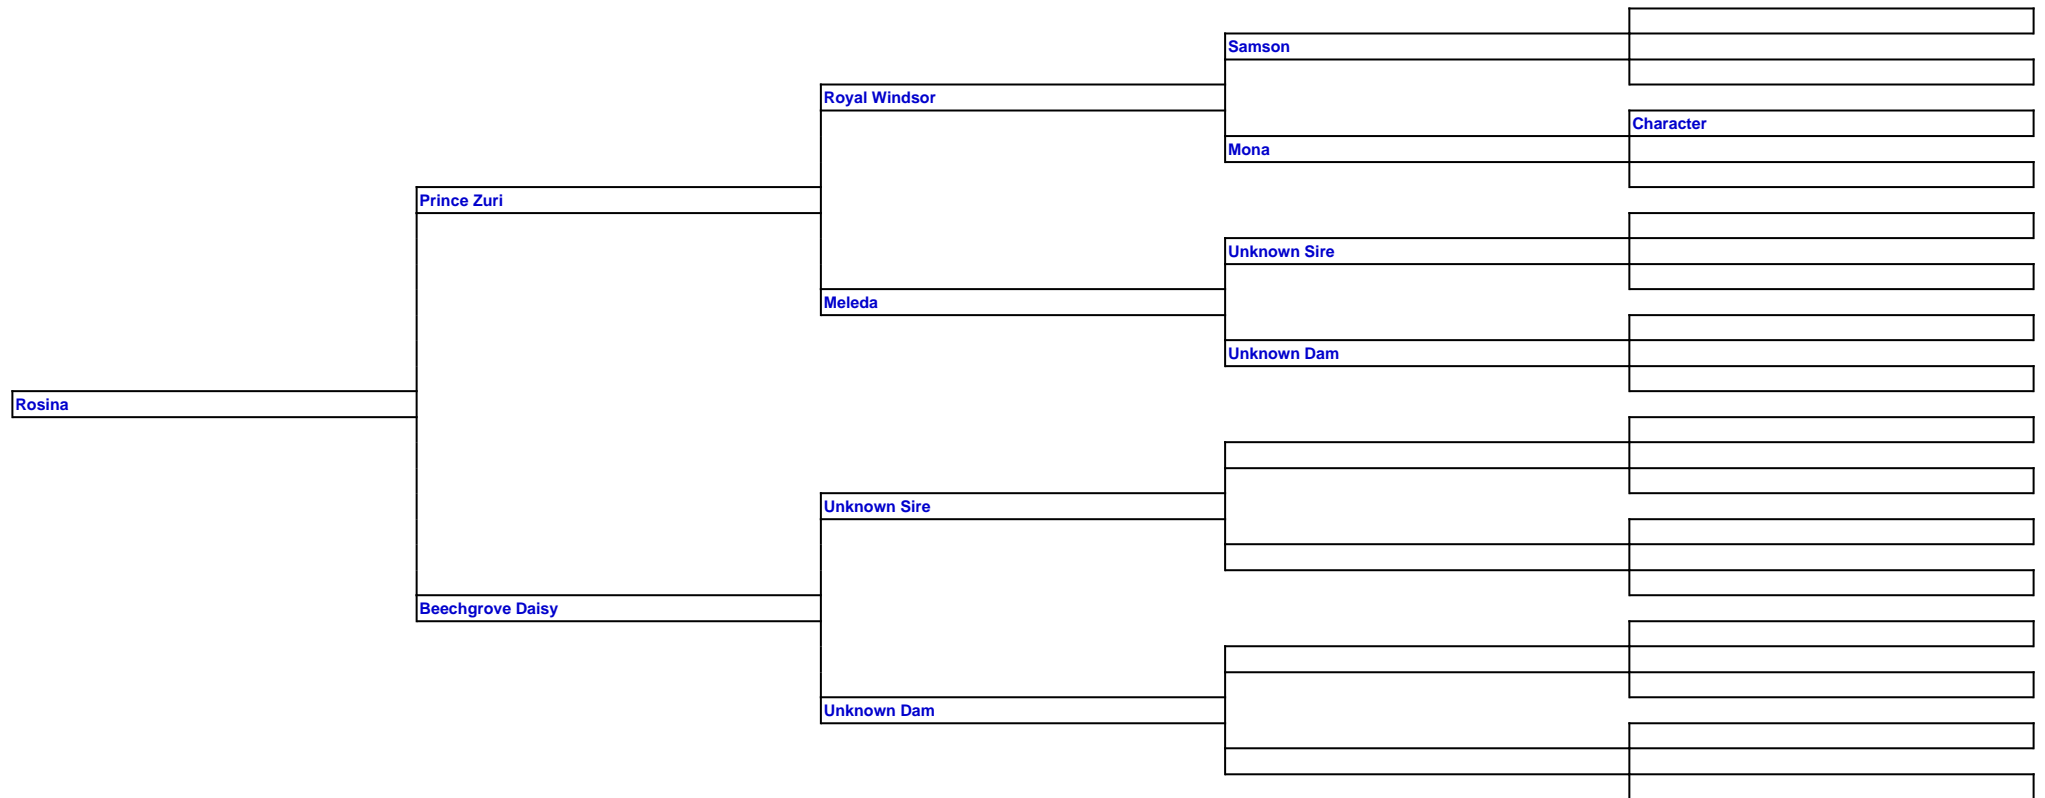 Samson
Royal Windsor
Character
Mona
Prince Zuri
Unknown Sire
Meleda
Unknown Dam
Rosina
Unknown Sire
Beechgrove Daisy
Unknown Dam